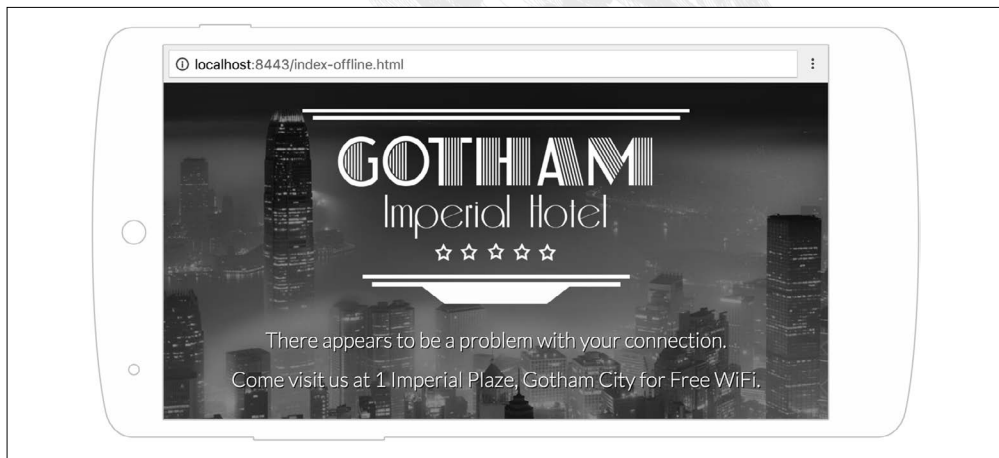 localhost:8443/index-offline.html
GOTHAM
Imperial Hotel
There appears to be a problem with your connection.
Come visit us at 1 Imperial Plaze, Gotham City for Free WiFi.